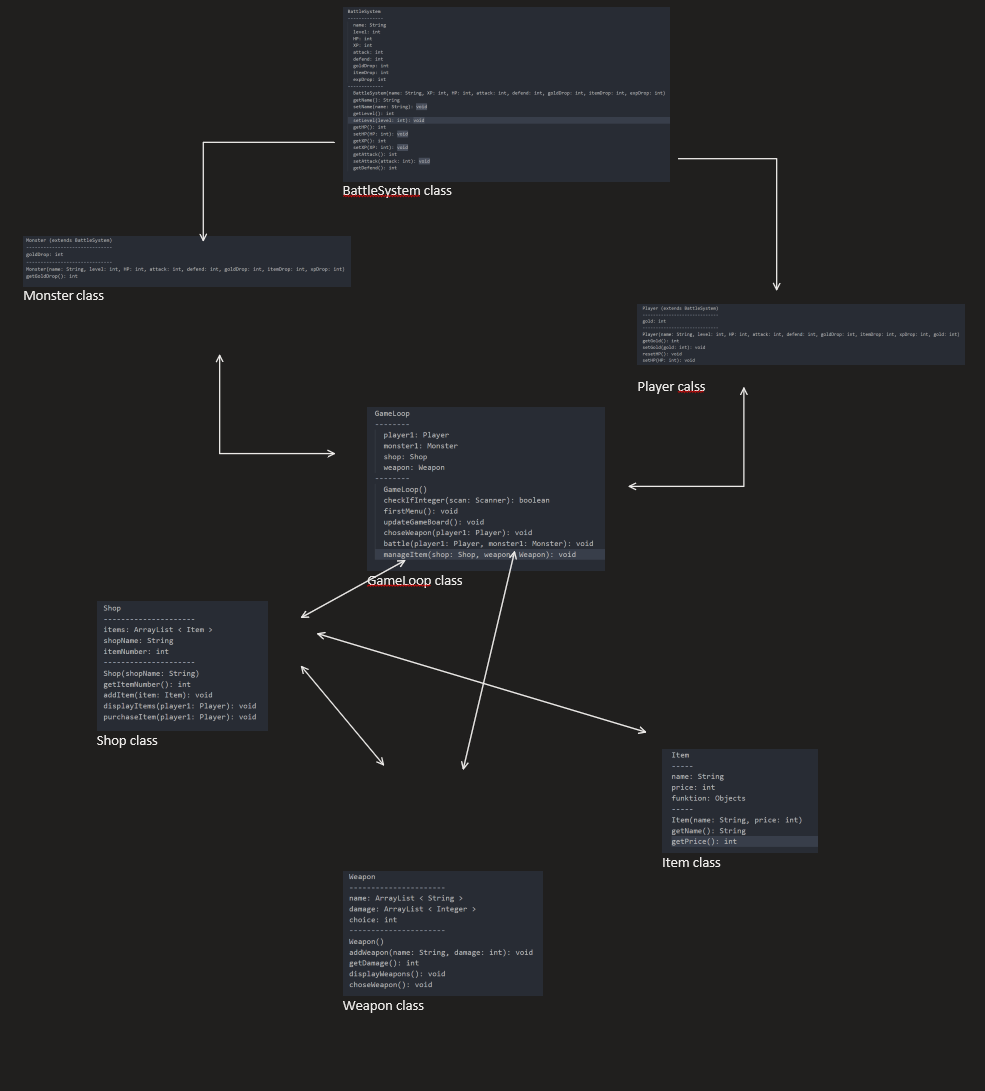 BattleSystem
-------------
name: String
level: int
HP: int
XP: int
attack: int
defend: int
goldDrop: int
itemDrop: int
expDrop: int
-------------
BattleSystem(name: String, XP: int, HP: int, attack: int, defend: int, goldDrop: int, itemDrop: int, expDrop: int)
getName(): String
setName(name: String): void
getLevel(): int
setLevel(level: int): void
getHP(): int
setHP(HP: int): void
getXP(): int
setXP(XP: int): void
getAttack(): int
setAttack(attack: int): void
getDefend(): int
BattleSystem class
Monster (extends BattleSystem)
------------------------------
goldDrop: int
------------------------------
Monster(name: String, level: int, HP: int, attack: int, defend: int, goldDrop: int, itemDrop: int, xpDrop: int)
getGoldDrop(): int
Monster class
Player (extends BattleSystem)
-----------------------------
gold: int
-----------------------------
Player(name: String, level: int, HP: int, attack: int, defend: int, goldDrop: int, itemDrop: int, xpDrop: int, gold: int)
getGold(): int
setGold(gold: int): void
resetHP(): void
setHP(HP: int): void
Player calss
GameLoop
--------
player1: Player
monster1: Monster
shop: Shop
weapon: Weapon
--------
GameLoop()
checkIfInteger(scan: Scanner): boolean
firstMenu(): void
updateGameBoard(): void
choseWeapon(player1: Player): void
battle(player1: Player, monster1: Monster): void
manageItem(shop: Shop, weapon: Weapon): void
GameLoop class
Shop
---------------------
items: ArrayList < Item >
shopName: String
itemNumber: int
---------------------
Shop(shopName: String)
getItemNumber(): int
addItem(item: Item): void
displayItems(player1: Player): void
purchaseItem(player1: Player): void
Shop class
Item
-----
name: String
price: int
funktion: Objects
-----
Item(name: String, price: int)
getName(): String
getPrice(): int
Item class
Weapon
----------------------
name: ArrayList < String >
damage: ArrayList < Integer >
choice: int
----------------------
Weapon()
addWeapon(name: String, damage: int): void
getDamage(): int
displayWeapons(): void
choseWeapon(): void
Weapon class